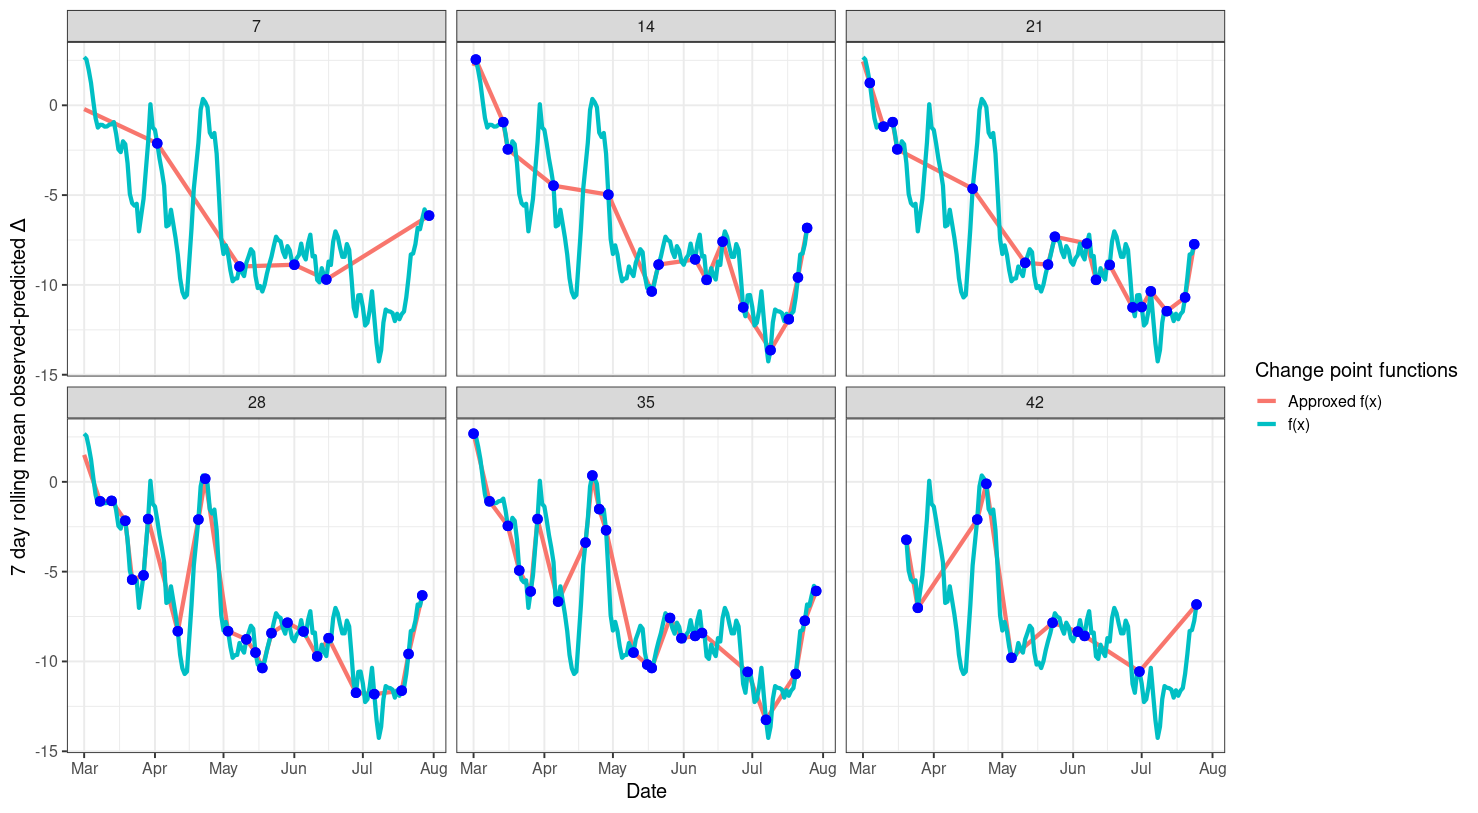 7 14 21
0
-5
-10
-15
28 35 42
0
-5
-10
-15
Mar Apr May Jun Jul Aug Mar Apr May Jun Jul Aug Mar Apr May Jun Jul Aug
Date
7 day rolling mean observed-predicted Δ
Change point functions
Approxed f(x)
f(x)